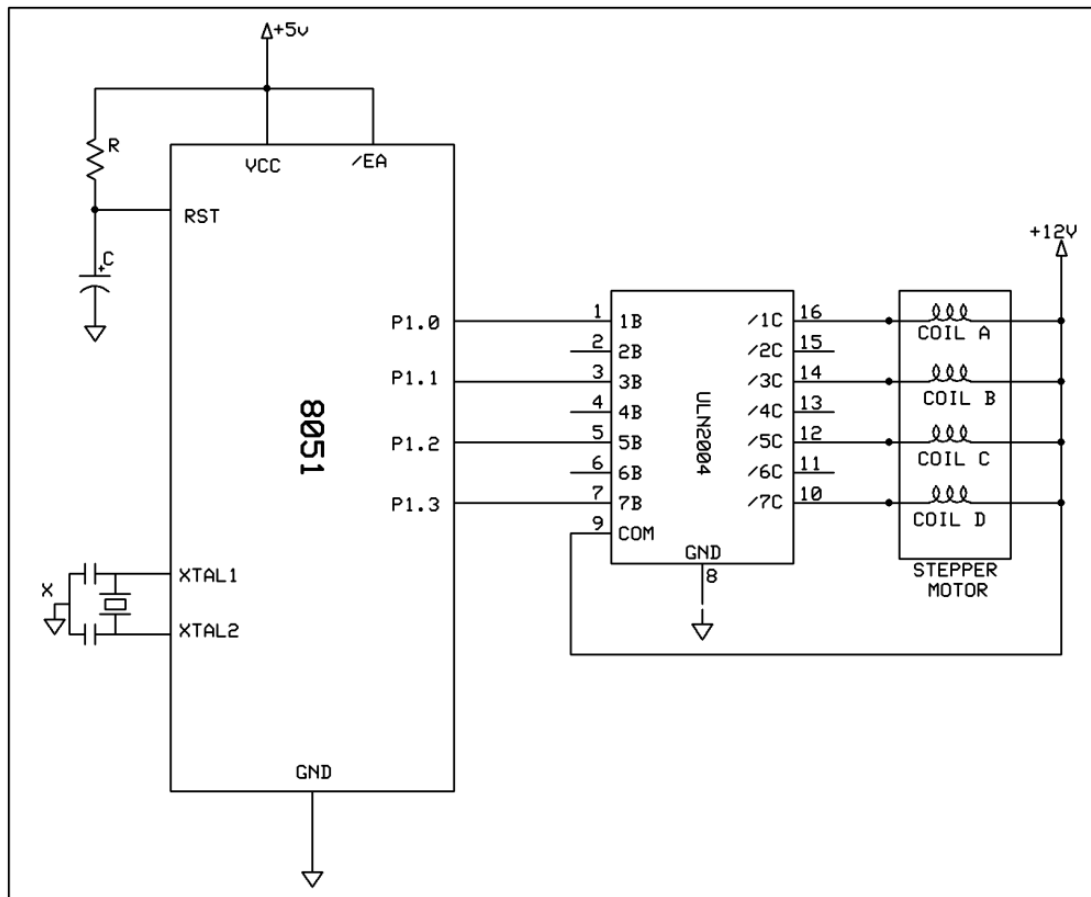 +5v
R
VCC
/EA
RST
+C
+12V
P1.0
1
1B
/1C
16
COIL A
2
2B
/2C
15
P1.1
3
3B
/3C
14
COIL B
4
4B
/4C
13
8051
ULN2004
P1.2
5
5B
/5C
12
COIL C
6
6B
/6C
11
P1.3
7
7B
/7C
10
COIL D
9
COM
GND
8
STEPPER
MOTOR
X
XTAL1
XTAL2
GND